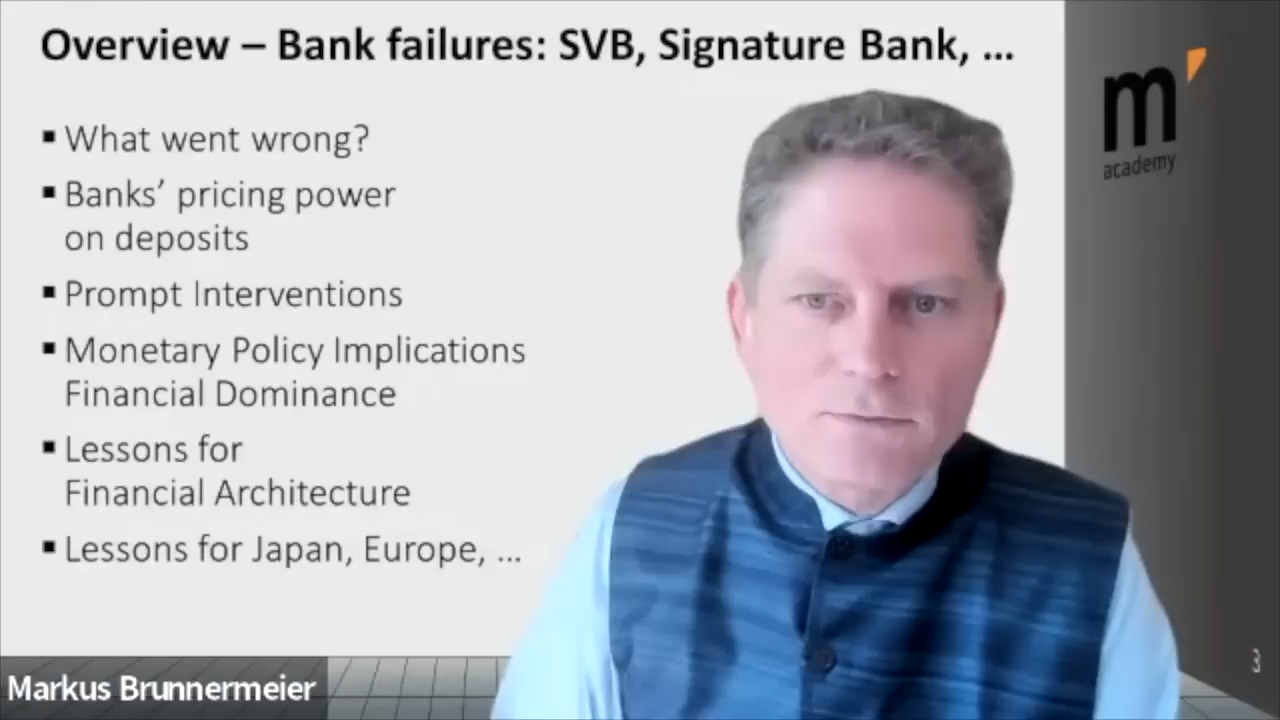 Overview – Bank failures: SVB, Signature Bank, …
▪ What went wrong?
▪ Banks’ pricing power
on deposits
▪ Prompt Interventions
▪ Monetary Policy Implications
Financial Dominance
▪ Lessons for
Financial Architecture
▪ Lessons for Japan, Europe, …
m
academy
Markus Brunnermeier
3